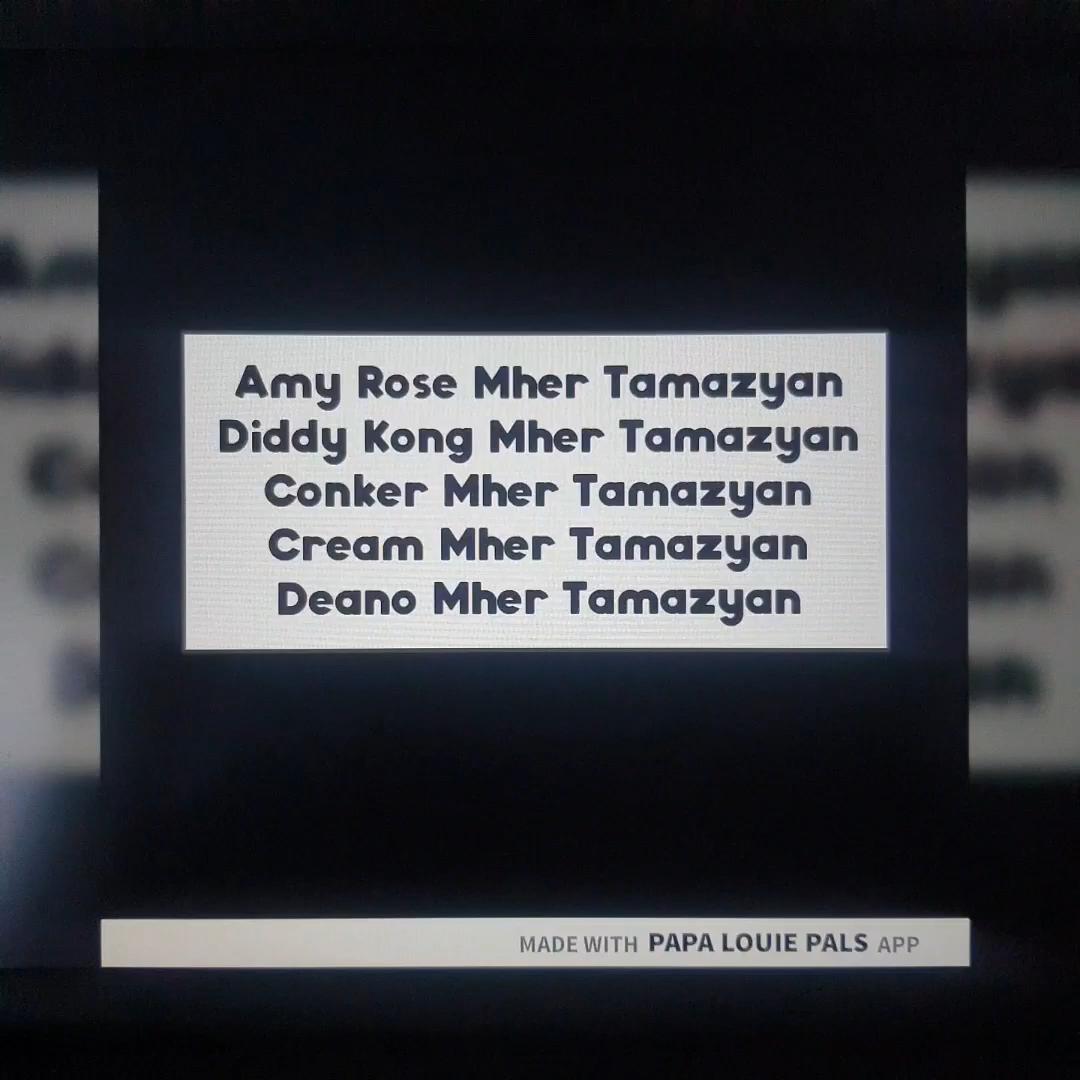 Amy Rose Mher Tamazyan
Diddy Kong Mher Tamazyan
Conker Mher Tamazyan
Cream Mher Tamazyan
Deano Mher Tamazyan
MADE WITH PAPA LOUIE PALS APP